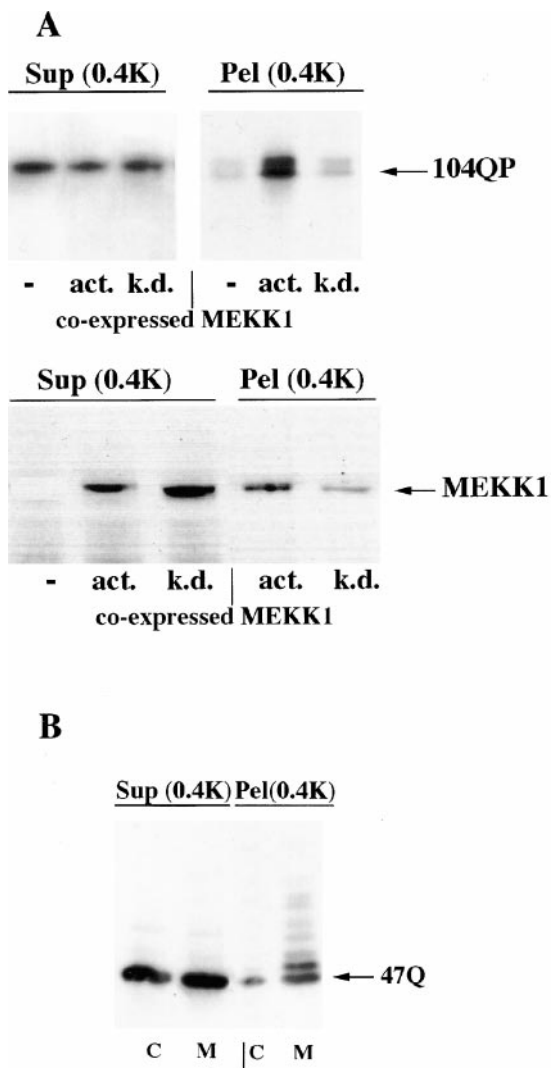 A
Sup (0.4K) Pel (0.4K)
104QP
- act. k.d. - act. k.d.
co-expressed MEKK1
Sup (0.4K) Pel (0.4K)
MEKK1
- act. k.d. act. k.d.
co-expressed MEKK1
B
Sup (0.4K) Pel(0.4K)
47Q
C M C M